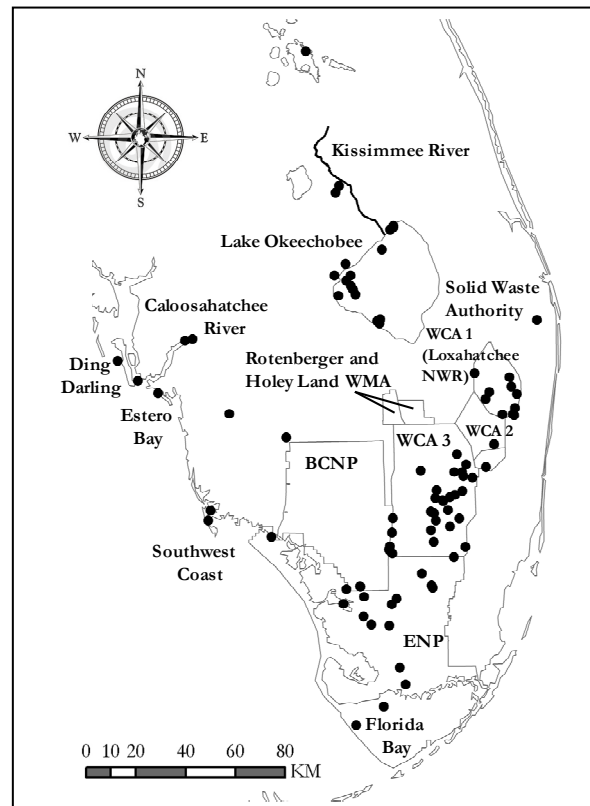 N
W
E
S
Kissimmee River
Lake Okeechobee
Solid Waste
Authority
Caloosahatchee
River
WCA 1
(Loxahatchee
NWR)
Rotenberger and
Holey Land WMA
Ding
Darling
Estero
Bay
WCA 3
WCA 2
BCNP
Southwest
Coast
ENP
Florida
Bay
0 10 20 40 60 80
KM